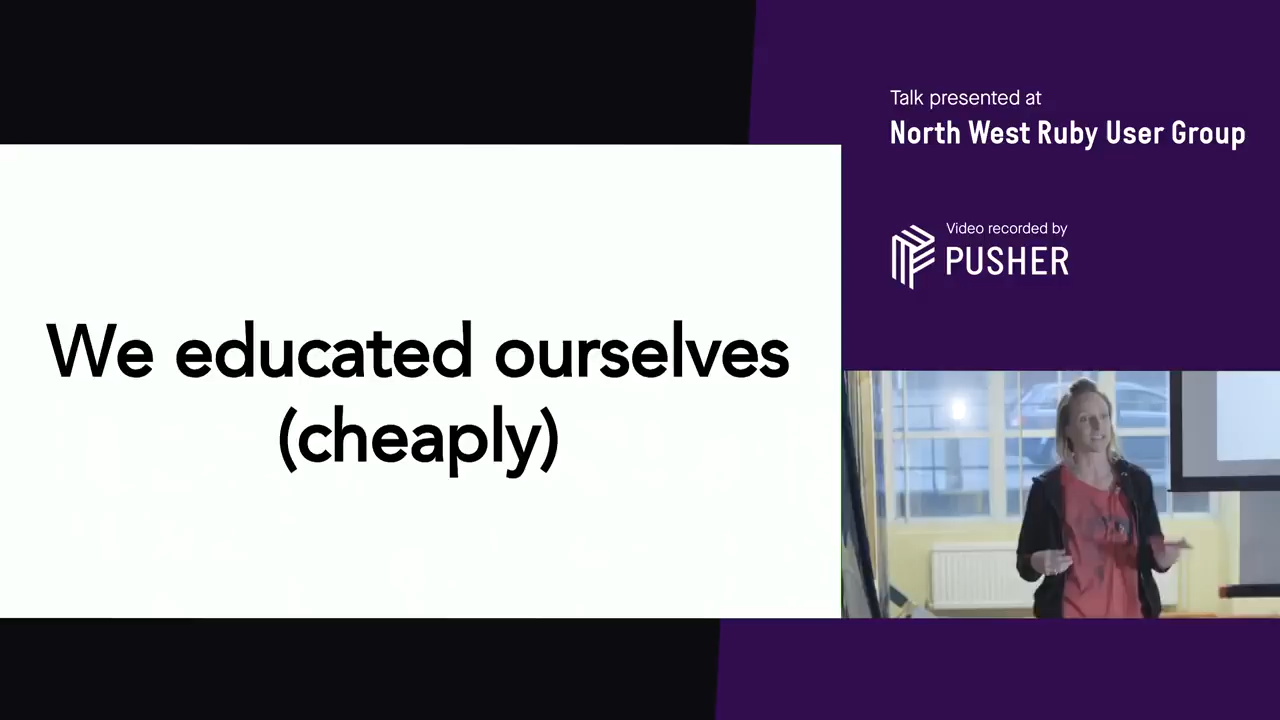 Talk presented at
North West Ruby User Group
Video recorded by
PUSHER
We educated ourselves
(cheaply)